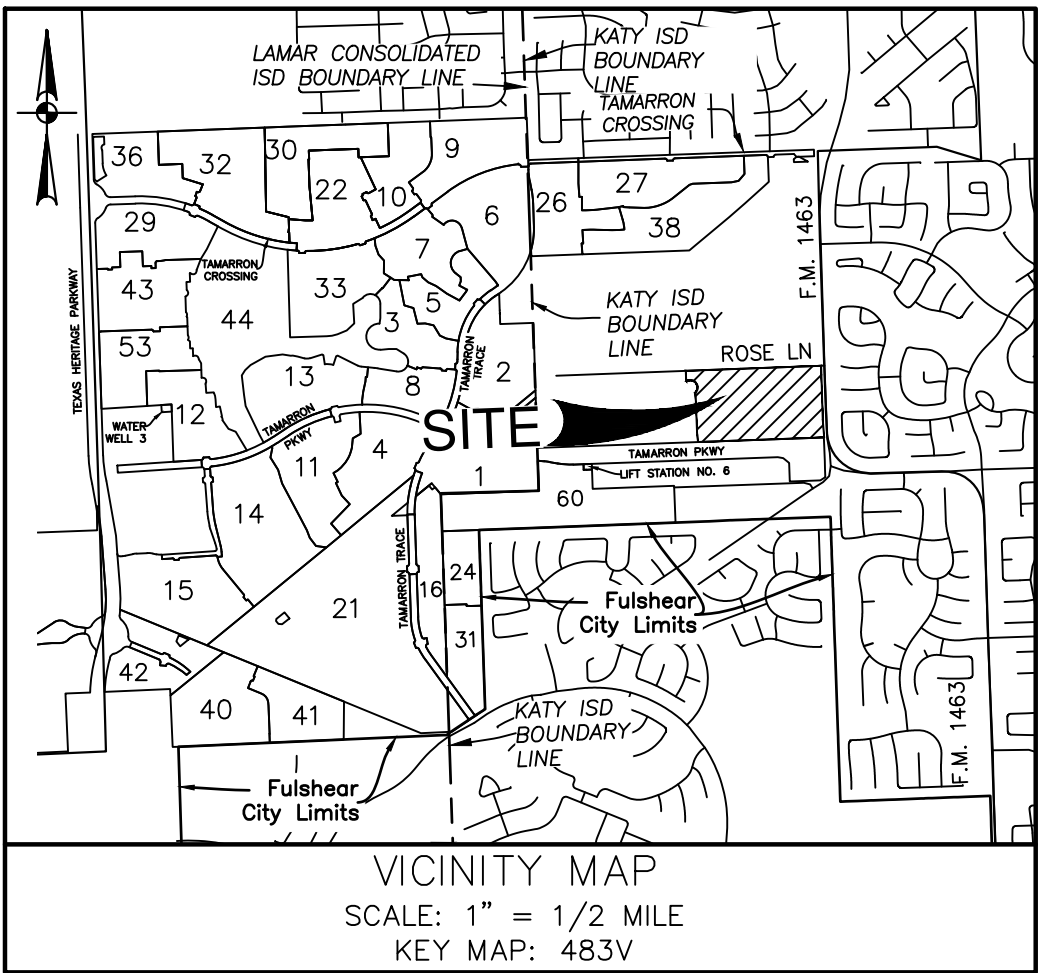 LAMAR CONSOLIDATED
ISD BOUNDARY LINE
KATY ISD
BOUNDARY
LINE
TAMARRON
CROSSING
36
32
30
22
10
9
29
TAMARRON
CROSSING
7
6
26
27
38
F.M. 1463
43
44
33
3
5
KATY ISD
BOUNDARY
LINE
TEXAS HERITAGE PARKWAY
53
13
8
TAMARRON
TRACE
2
ROSE LN
12
WATER
WELL 3
TAMARRON
PKWY
SITE
11
4
1
TAMARRON PKWY
LIFT STATION NO. 6
14
60
15
21
TAMARRON TRACE
16
24
31
Fulshear
City Limits
42
40
41
KATY ISD
BOUNDARY
LINE
F.M. 1463
Fulshear
City Limits
VICINITY MAP
SCALE: 1" = 1/2 MILE
KEY MAP: 483V